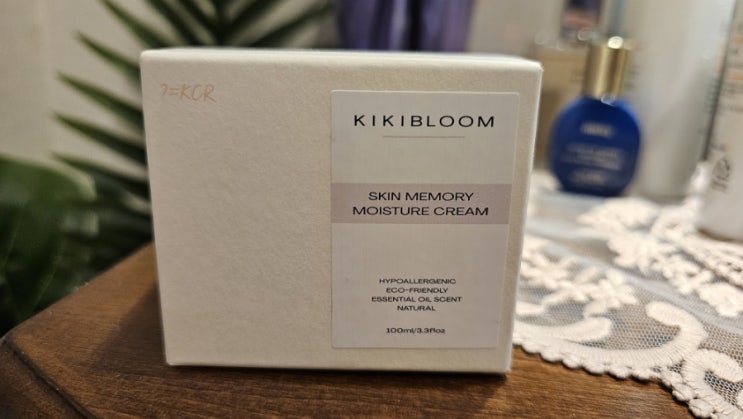 KIKIBLOOM
SKIN MEMORY
MOISTURE CREAM
HYPOALLERGENIC
ECO-FRIENDLY
ESSENTIAL OIL SCENT
NATURAL
100ml/3.3floz